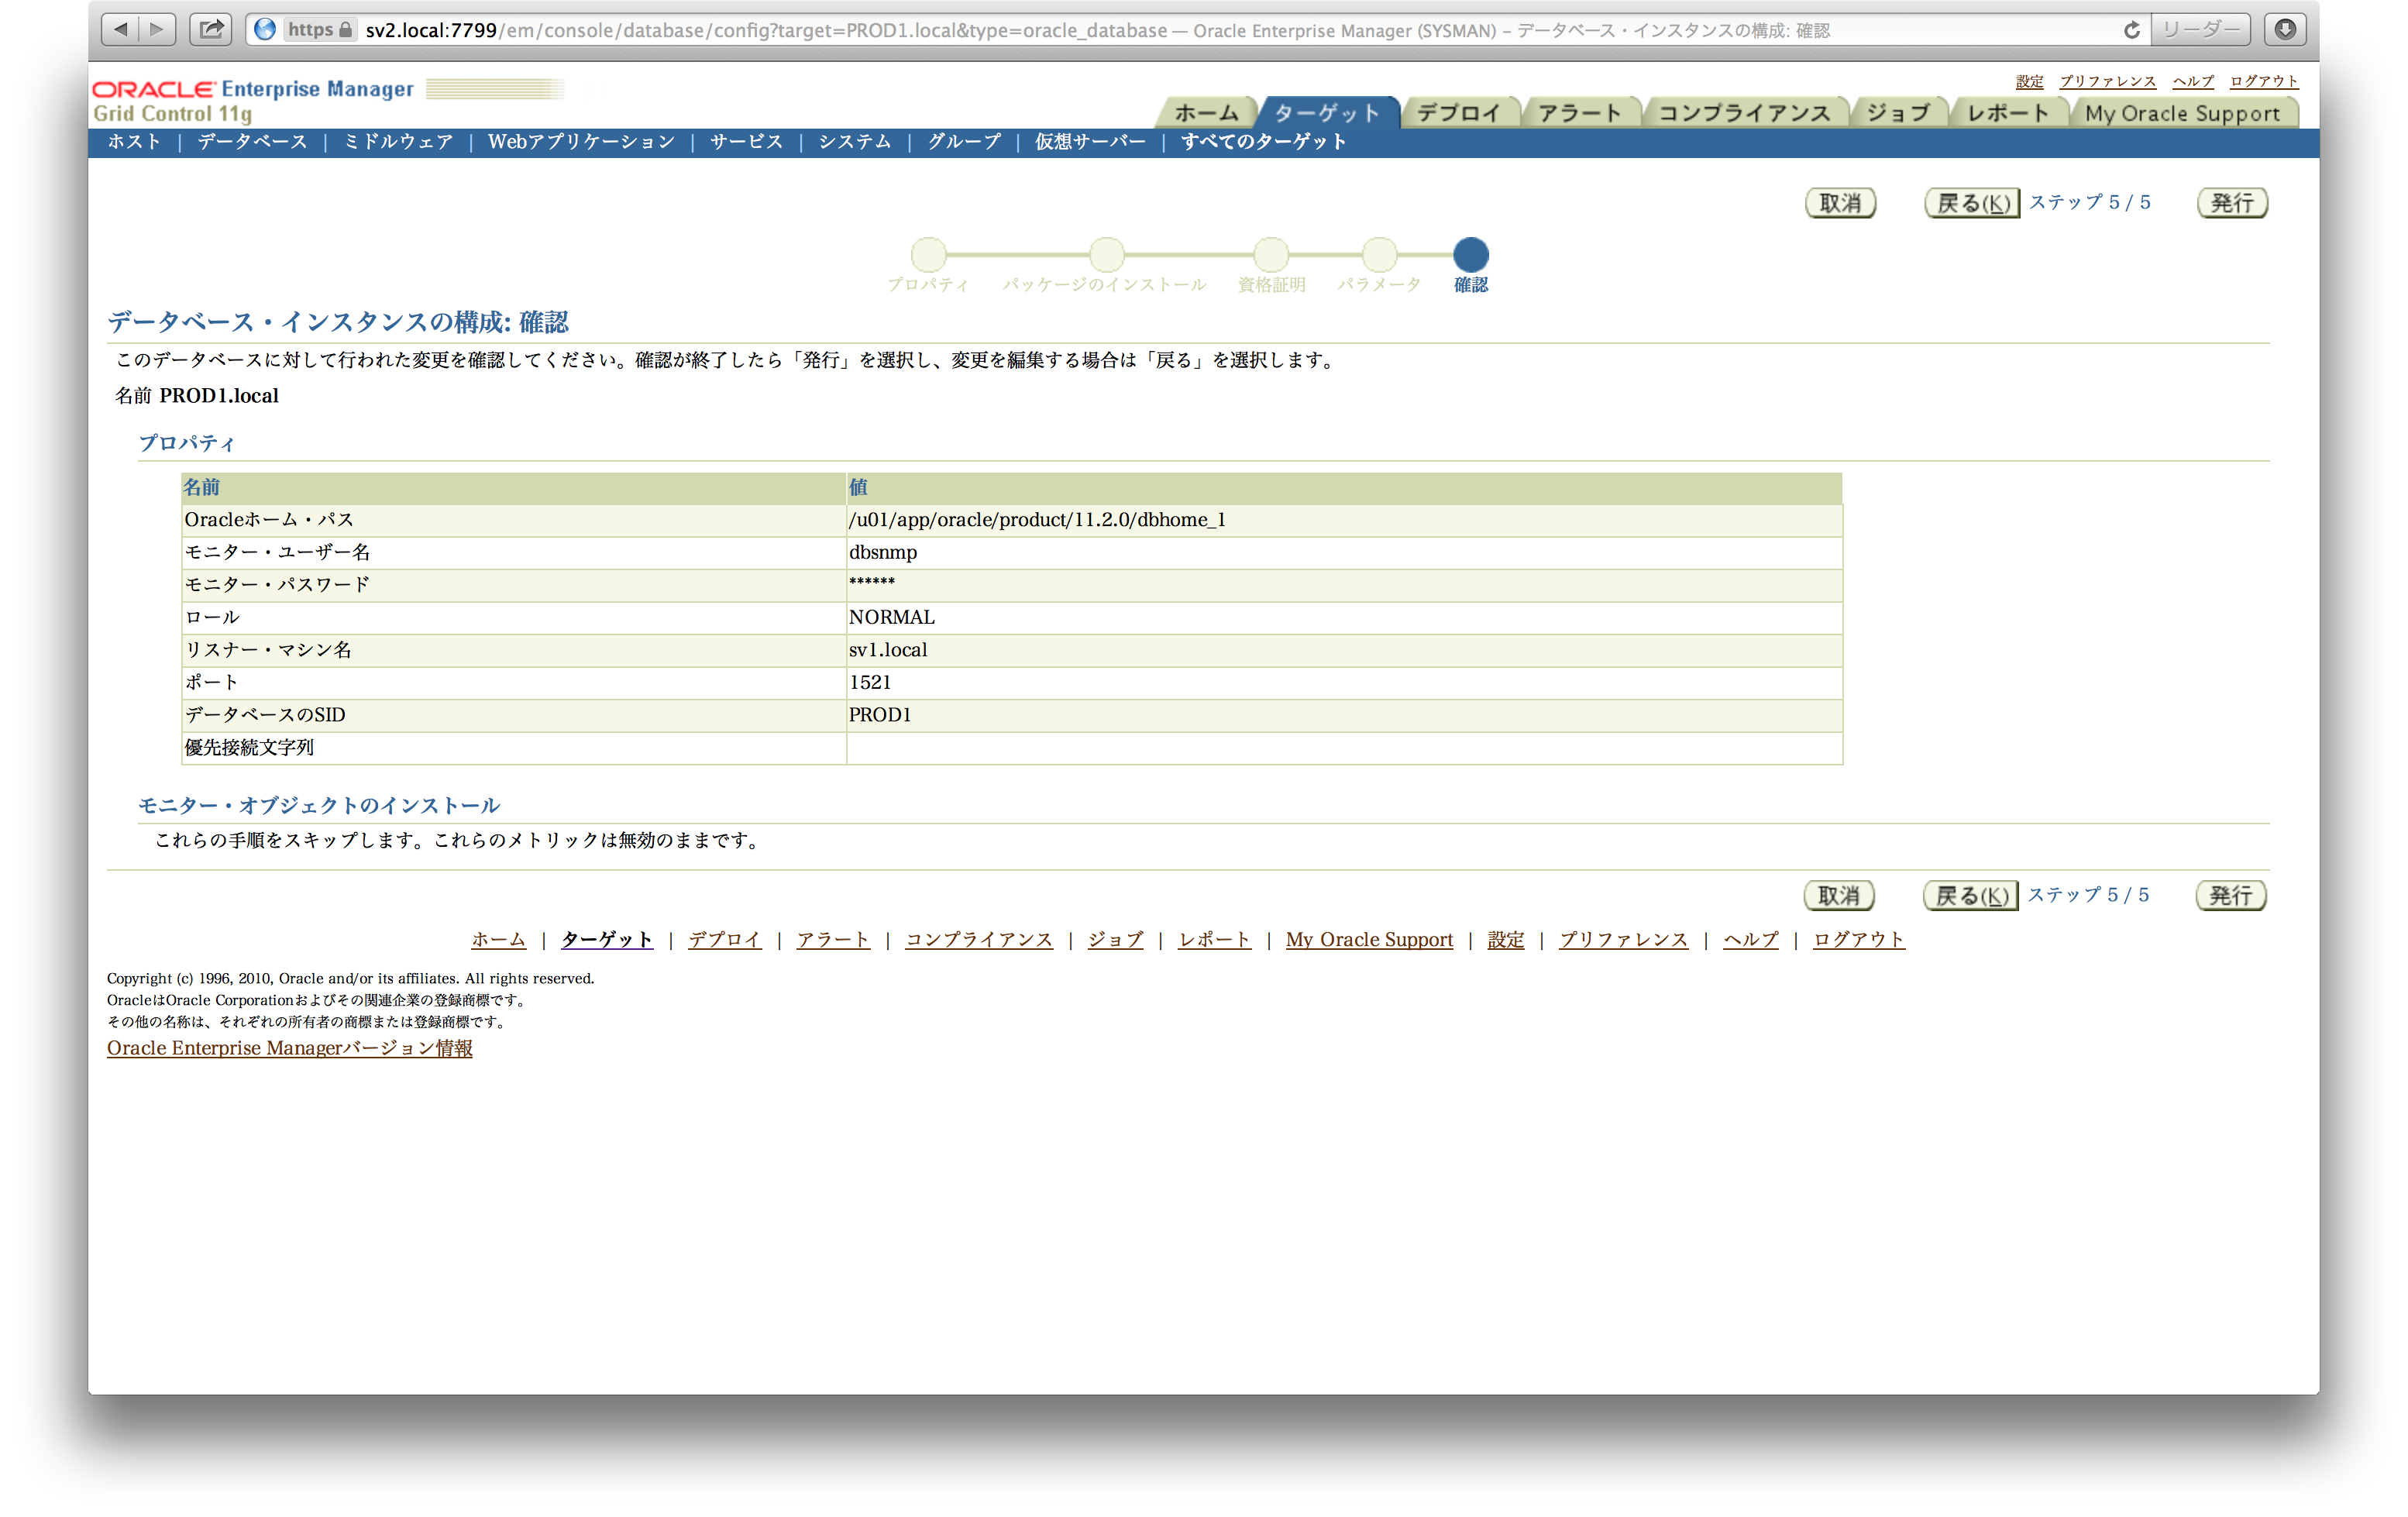 https sv2.local:7799/em/console/database/config?target=PROD1.local&type=oracle_database — Oracle Enterprise Manager (SYSMAN) – データベース・インスタンスの構成: 確認 リーダー
設定 プリファレンス ヘルプ ログアウト
ORACLE Enterprise Manager
Grid Control 11g
ホーム ターゲット デプロイ アラート コンプライアンス ジョブ レポート My Oracle Support
ホスト | データベース | ミドルウェア | Webアプリケーション | サービス | システム | グループ | 仮想サーバー | すべてのターゲット
取消 戻る(K) ステップ 5 / 5 発行
プロパティ パッケージのインストール 資格証明 パラメータ 確認
データベース・インスタンスの構成: 確認
このデータベースに対して行われた変更を確認してください。確認が終了したら「発行」を選択し、変更を編集する場合は「戻る」を選択します。
名前 PROD1.local
プロパティ
名前 値
Oracleホーム・パス /u01/app/oracle/product/11.2.0/dbhome_1
モニター・ユーザー名 dbsnmp
モニター・パスワード ******
ロール NORMAL
リスナー・マシン名 sv1.local
ポート 1521
データベースのSID PROD1
優先接続文字列
モニター・オブジェクトのインストール
これらの手順をスキップします。これらのメトリックは無効のままです。
取消 戻る(K) ステップ 5 / 5 発行
ホーム | ターゲット | デプロイ | アラート | コンプライアンス | ジョブ | レポート | My Oracle Support | 設定 | プリファレンス | ヘルプ | ログアウト
Copyright (c) 1996, 2010, Oracle and/or its affiliates. All rights reserved.
OracleはOracle Corporationおよびその関連企業の登録商標です。
その他の名称は、それぞれの所有者の商標または登録商標です。
Oracle Enterprise Managerバージョン情報